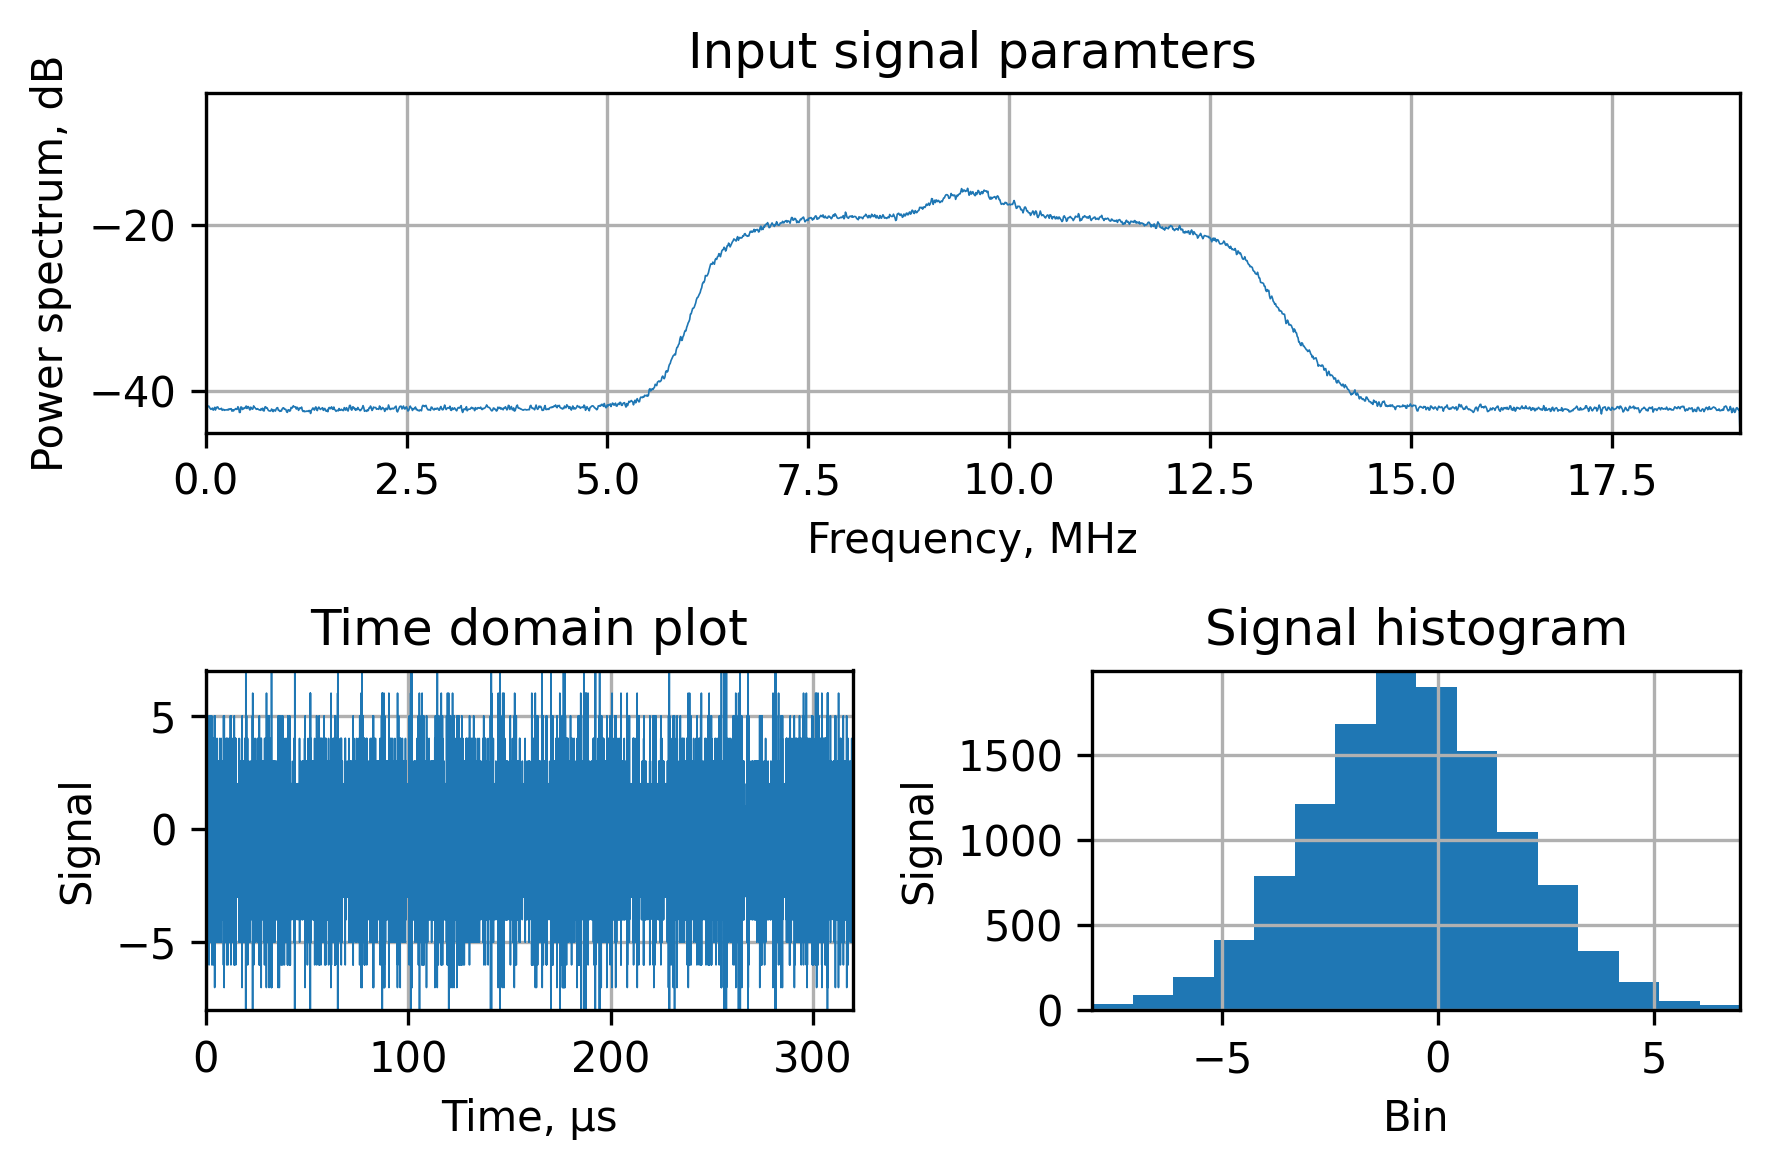 Input signal paramters
Power spectrum, dB
−20
−40
0.0 2.5 5.0 7.5 10.0 12.5 15.0 17.5
Frequency, MHz
Time domain plot
Signal
5
0
−5
0 100 200 300
Time, µs
Signal histogram
Signal
1500
1000
500
0
−5 0 5
Bin